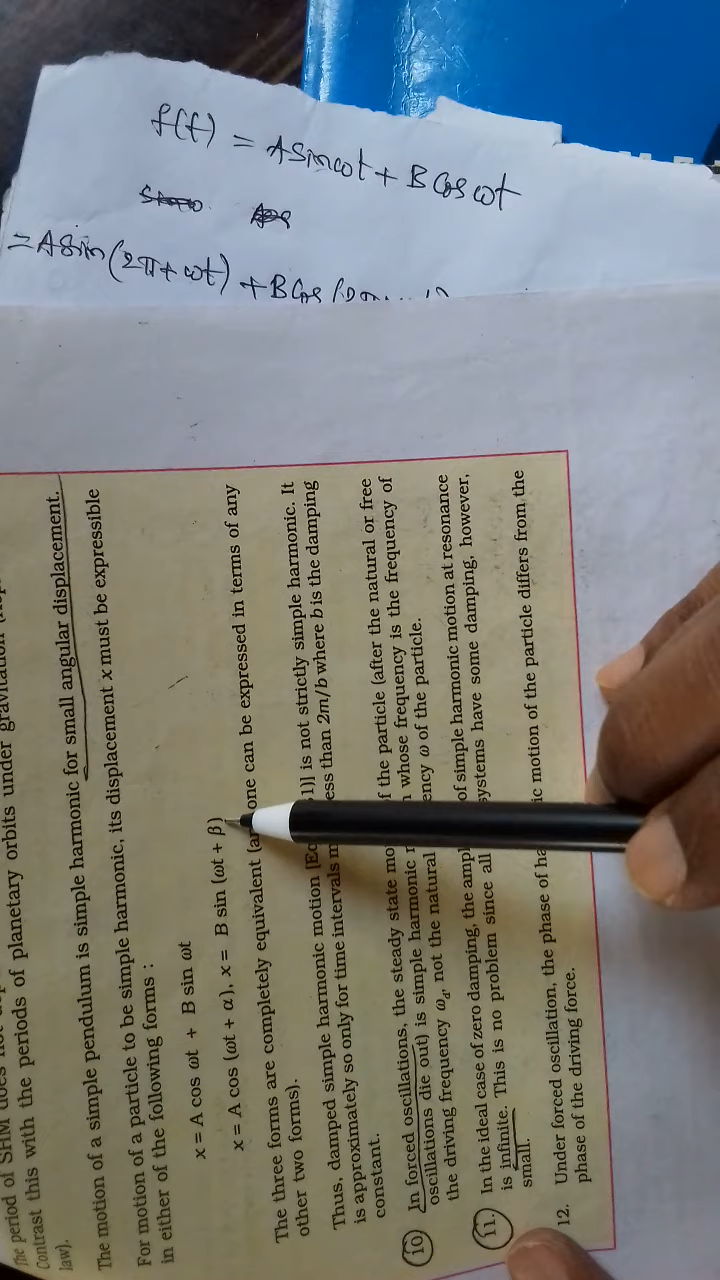 f(t) = A Sin ωt + B Cos ωt
= A Sin (2π + ωt) + B Cos
The period of SHM does not
Contrast this with the periods of planetary orbits under gravitation
law).
The motion of a simple pendulum is simple harmonic for small angular displacement.
For motion of a particle to be simple harmonic, its displacement x must be expressible
in either of the following forms :
x = A cos ωt + B sin ωt
x = A cos (ωt + α), x = B sin (ωt + β)
The three forms are completely equivalent one can be expressed in terms of any
other two forms).
Thus, damped simple harmonic motion is not strictly simple harmonic. It
is approximately so only for time intervals than 2m/b where b is the damping
constant.
10 In forced oscillations, the steady state of the particle (after the natural or free
oscillations die out) is simple harmonic whose frequency is the frequency of
the driving frequency ωd, not the natural ω of the particle.
11. In the ideal case of zero damping, the of simple harmonic motion at resonance
is infinite. This is no problem since all systems have some damping, however,
small.
12. Under forced oscillation, the phase of motion of the particle differs from the
phase of the driving force.